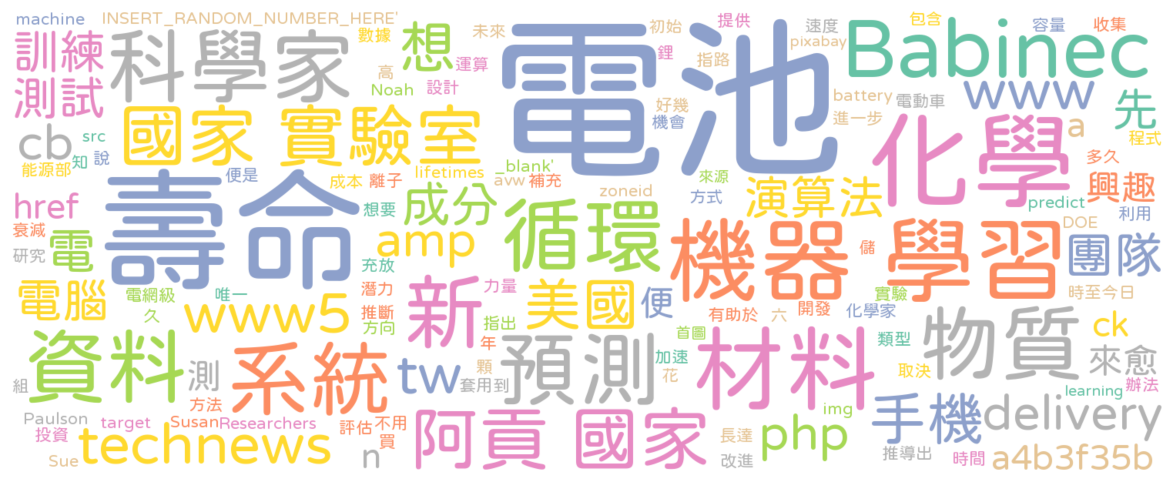 machine INSERT_RANDOM_NUMBER_HERE' 數據 想 未來 電池 初始 提供 速度 包含 容量 收集
訓練 科學家 運算 鋰 指路 pixabay Babinec
測試 高 Noah 設計 好幾 機會 battery 電動車 www 先
cb src 國家 實驗室 進一步 化學 a 程式
能源部 知 說 便是 成本 離子 lifetimes _blank' avw 補充 zoneid 來源 方式 演算法 多久 興趣
href 壽命 想要 成分 循環 predict DOE 利用
衰減 電 amp 機器 學習 儲 團隊
研究 充放 實驗 時至今日
電腦 電網級 久 唯一 www5 潛力 推斷 方向 新 力量 指出 美國 便 有助於 六 開發 化學家 物質 ck
資料 測 系統 年 預測 首圖 加速 材料 類型 來愈
組 方法 tw 顆 套用到 花 取決 learning 辦法
Paulson 投資 target Susan Researchers 評估 不用 買 阿貢 國家 長達 img php 手機 delivery
Sue technews n 改進 推導出 時間 a4b3f35b